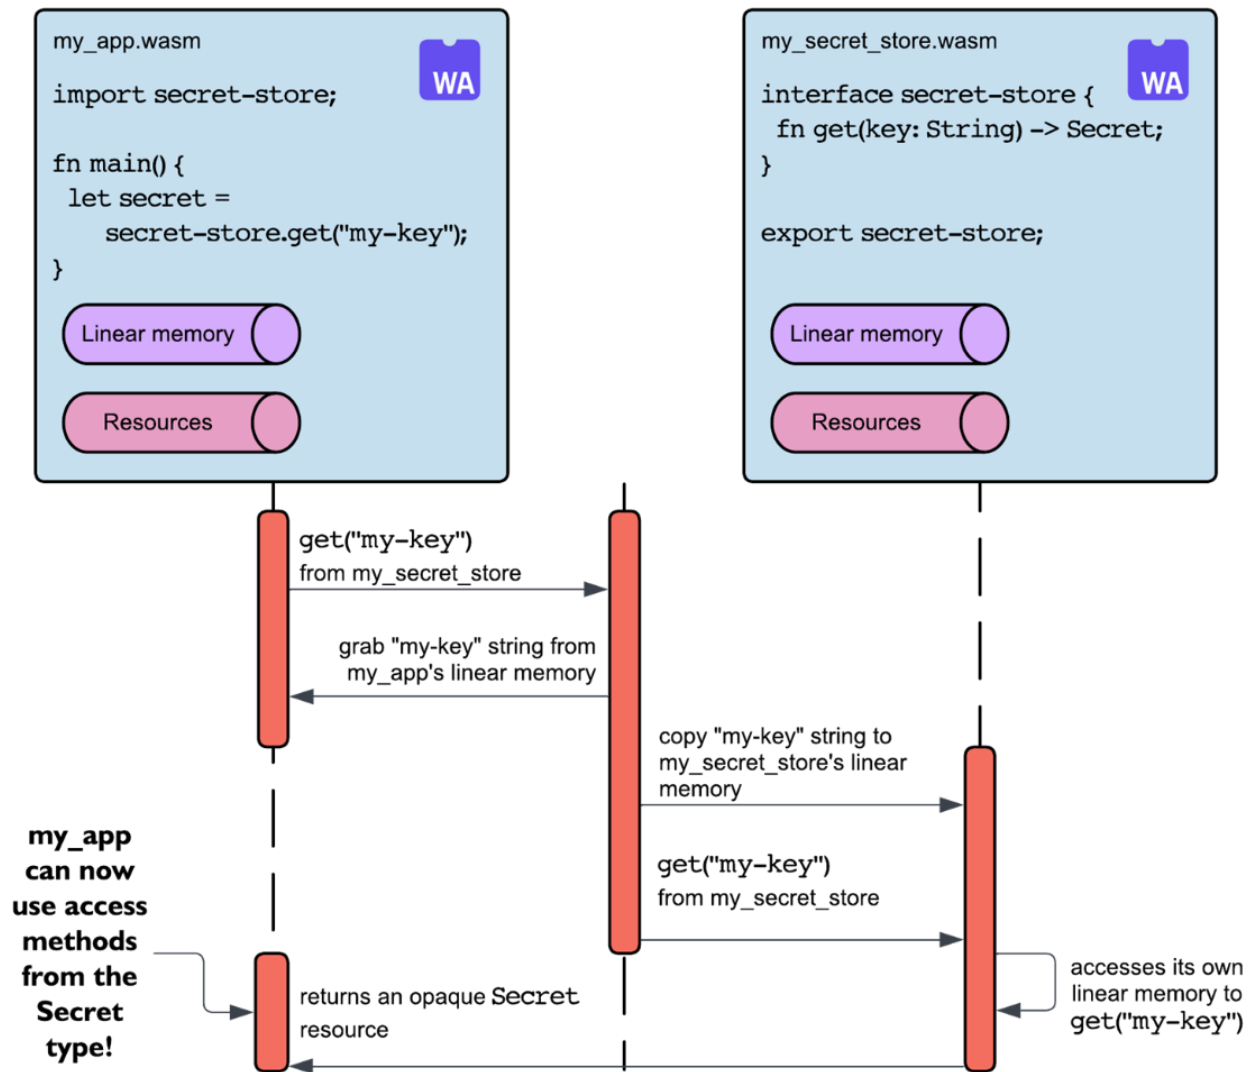 my_app.wasm
WA
import secret-store;
fn main() {
let secret =
secret-store.get("my-key");
}
Linear memory
Resources
my_secret_store.wasm
WA
interface secret-store {
fn get(key: String) -> Secret;
}
export secret-store;
Linear memory
Resources
get("my-key")
from my_secret_store
grab "my-key" string from
my_app's linear memory
copy "my-key" string to
my_secret_store's linear
memory
get("my-key")
from my_secret_store
accesses its own
linear memory to
get("my-key")
my_app
can now
use access
methods
from the
Secret
type!
returns an opaque Secret
resource